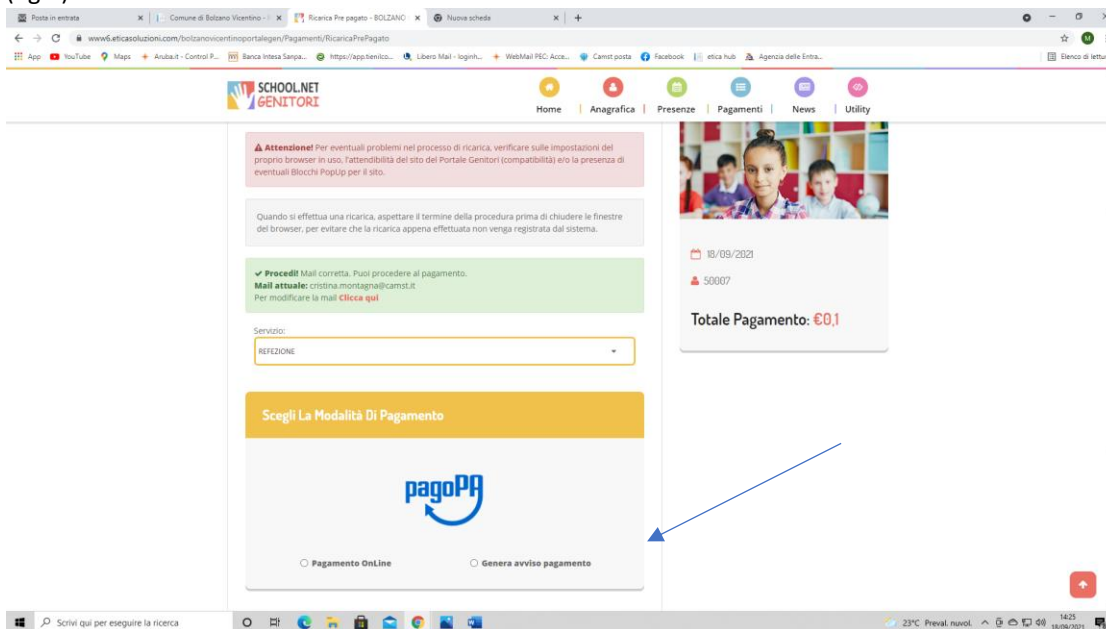 Posta in entrata
Comune di Bolzano Vicentino -
Ricarica Pre pagato - BOLZANO
Nuova scheda
www6.eticasoluzioni.com/bolzanovicentinoportalegen/Pagamenti/RicaricaPrePagato
App YouTube Maps Aruba.it - Control P... Banca Intesa Sanpa... https://app.tienilco... Libero Mail - loginh... WebMail PEC: Acce... Camst posta Facebook etica hub Agenzia delle Entra... Elenco di lettu
SCHOOL.NET
GENITORI
Home Anagrafica Presenze Pagamenti News Utility
Attenzione! Per eventuali problemi nel processo di ricarica, verificare sulle impostazioni del
proprio browser in uso, l'attendibilità del sito del Portale Genitori (compatibilità) e/o la presenza di
eventuali Blocchi PopUp per il sito.
Quando si effettua una ricarica, aspettare il termine della procedura prima di chiudere le finestre
del browser, per evitare che la ricarica appena effettuata non venga registrata dal sistema.
Procedi! Mail corretta. Puoi procedere al pagamento.
Mail attuale: cristina.montagna@camst.it
Per modificare la mail Clicca qui
Servizio:
REFEZIONE
18/09/2021
50007
Totale Pagamento: €0,1
Scegli La Modalità Di Pagamento
pagoPA
Pagamento OnLine
Genera avviso pagamento
Scrivi qui per eseguire la ricerca
23°C Preval. nuvol.
14:25
18/09/2021